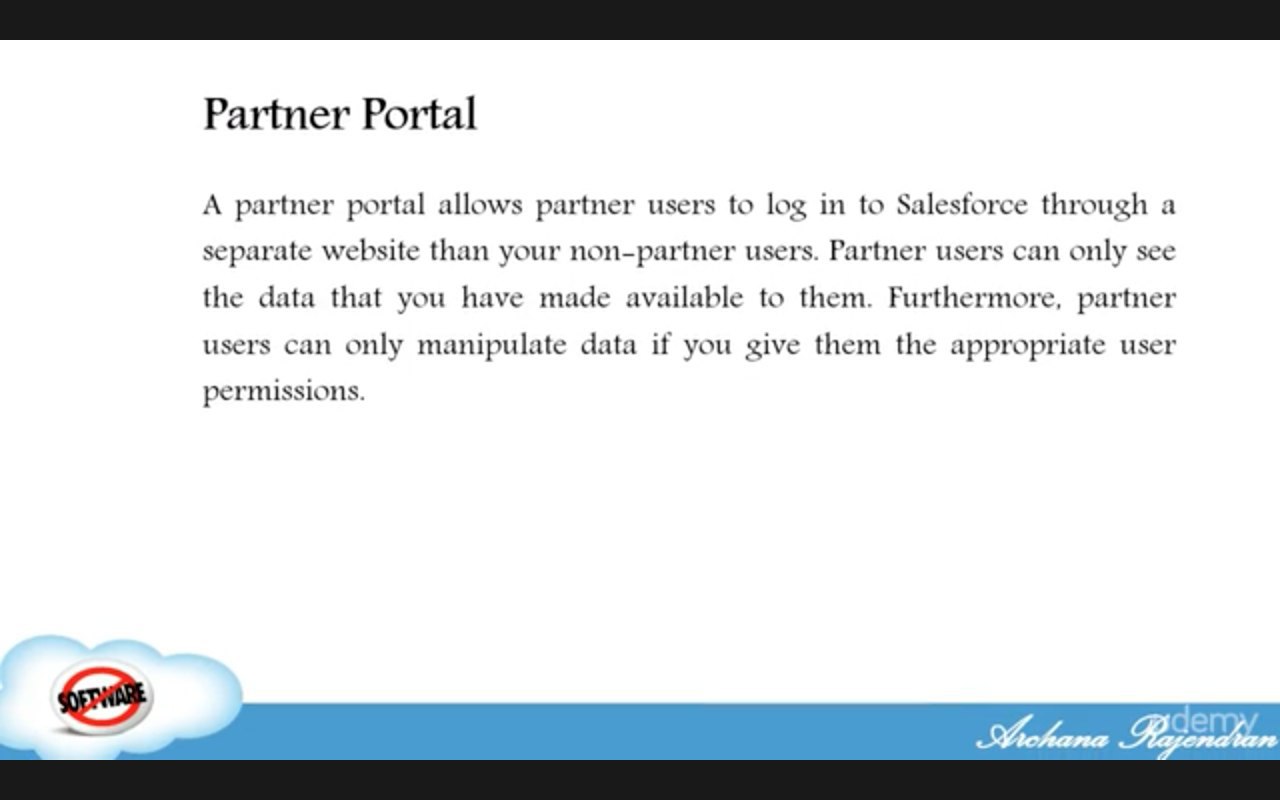 Partner Portal
A partner portal allows partner users to log in to Salesforce through a
separate website than your non-partner users. Partner users can only see
the data that you have made available to them. Furthermore, partner
users can only manipulate data if you give them the appropriate user
permissions.
SOFTWARE
udemy
Archana Rajendran